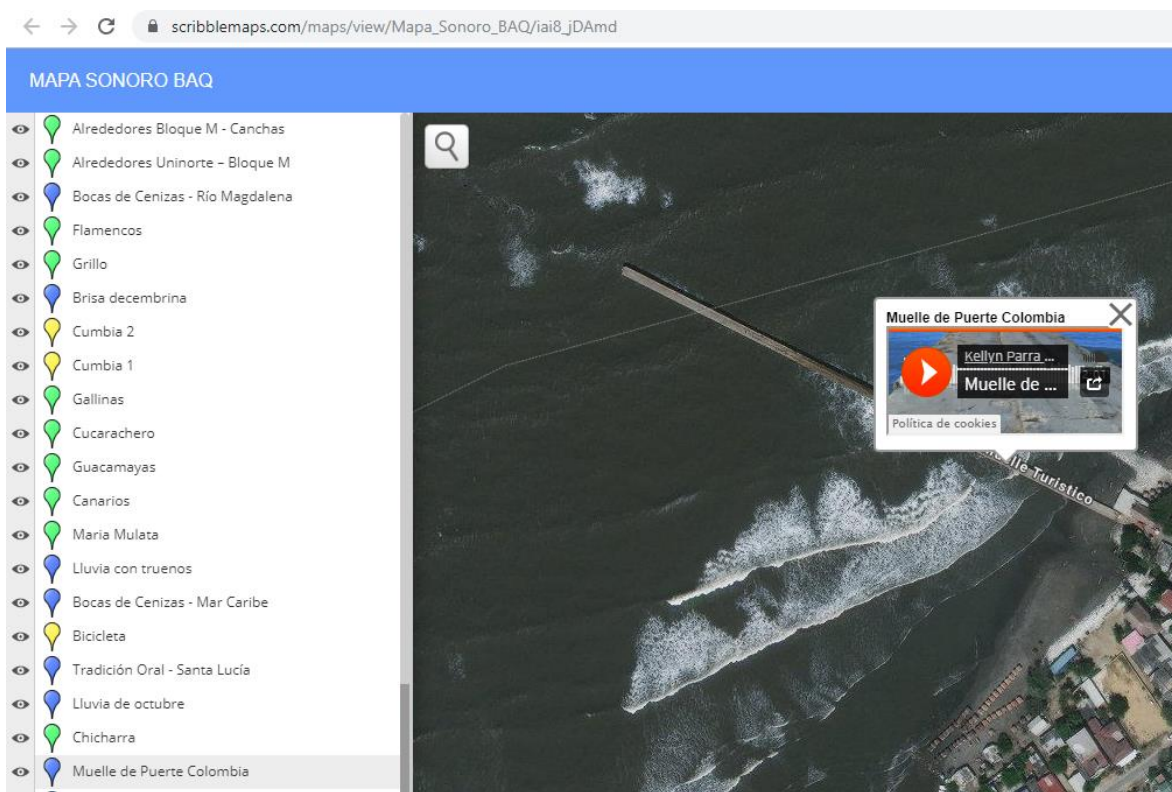 scribblemaps.com/maps/view/Mapa_Sonoro_BAQ/iai8_jDAmd
MAPA SONORO BAQ
Alrededores Bloque M - Canchas
Alrededores Uninorte – Bloque M
Bocas de Cenizas - Río Magdalena
Flamencos
Grillo
Brisa decembrina
Cumbia 2
Cumbia 1
Gallinas
Cucarachero
Guacamayas
Canarios
Maria Mulata
Lluvia con truenos
Bocas de Cenizas - Mar Caribe
Bicicleta
Tradición Oral - Santa Lucía
Lluvia de octubre
Chicharra
Muelle de Puerte Colombia
Muelle de Puerte Colombia
Kellyn Parra ...
Muelle de ...
Política de cookies
Turistico